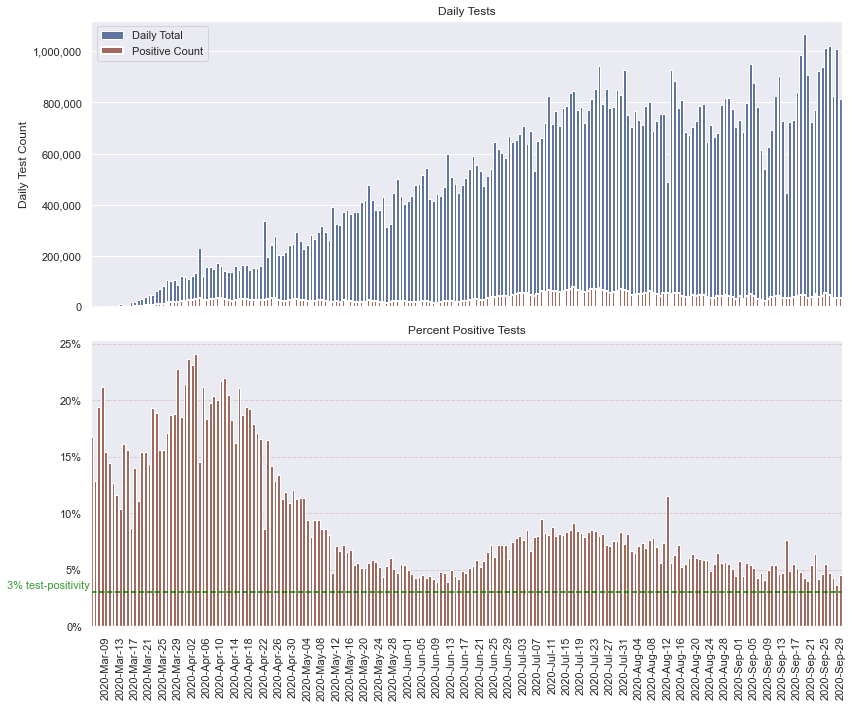 Daily Tests
Daily Total
Positive Count
Daily Test Count
1,000,000
800,000
600,000
400,000
200,000
0
Percent Positive Tests
25%
20%
15%
10%
5%
3% test-positivity
0%
2020-Mar-09
2020-Mar-13
2020-Mar-17
2020-Mar-21
2020-Mar-25
2020-Mar-29
2020-Apr-02
2020-Apr-06
2020-Apr-10
2020-Apr-14
2020-Apr-18
2020-Apr-22
2020-Apr-26
2020-Apr-30
2020-May-04
2020-May-08
2020-May-12
2020-May-16
2020-May-20
2020-May-24
2020-May-28
2020-Jun-01
2020-Jun-05
2020-Jun-09
2020-Jun-13
2020-Jun-17
2020-Jun-21
2020-Jun-25
2020-Jun-29
2020-Jul-03
2020-Jul-07
2020-Jul-11
2020-Jul-15
2020-Jul-19
2020-Jul-23
2020-Jul-27
2020-Jul-31
2020-Aug-04
2020-Aug-08
2020-Aug-12
2020-Aug-16
2020-Aug-20
2020-Aug-24
2020-Aug-28
2020-Sep-01
2020-Sep-05
2020-Sep-09
2020-Sep-13
2020-Sep-17
2020-Sep-21
2020-Sep-25
2020-Sep-29